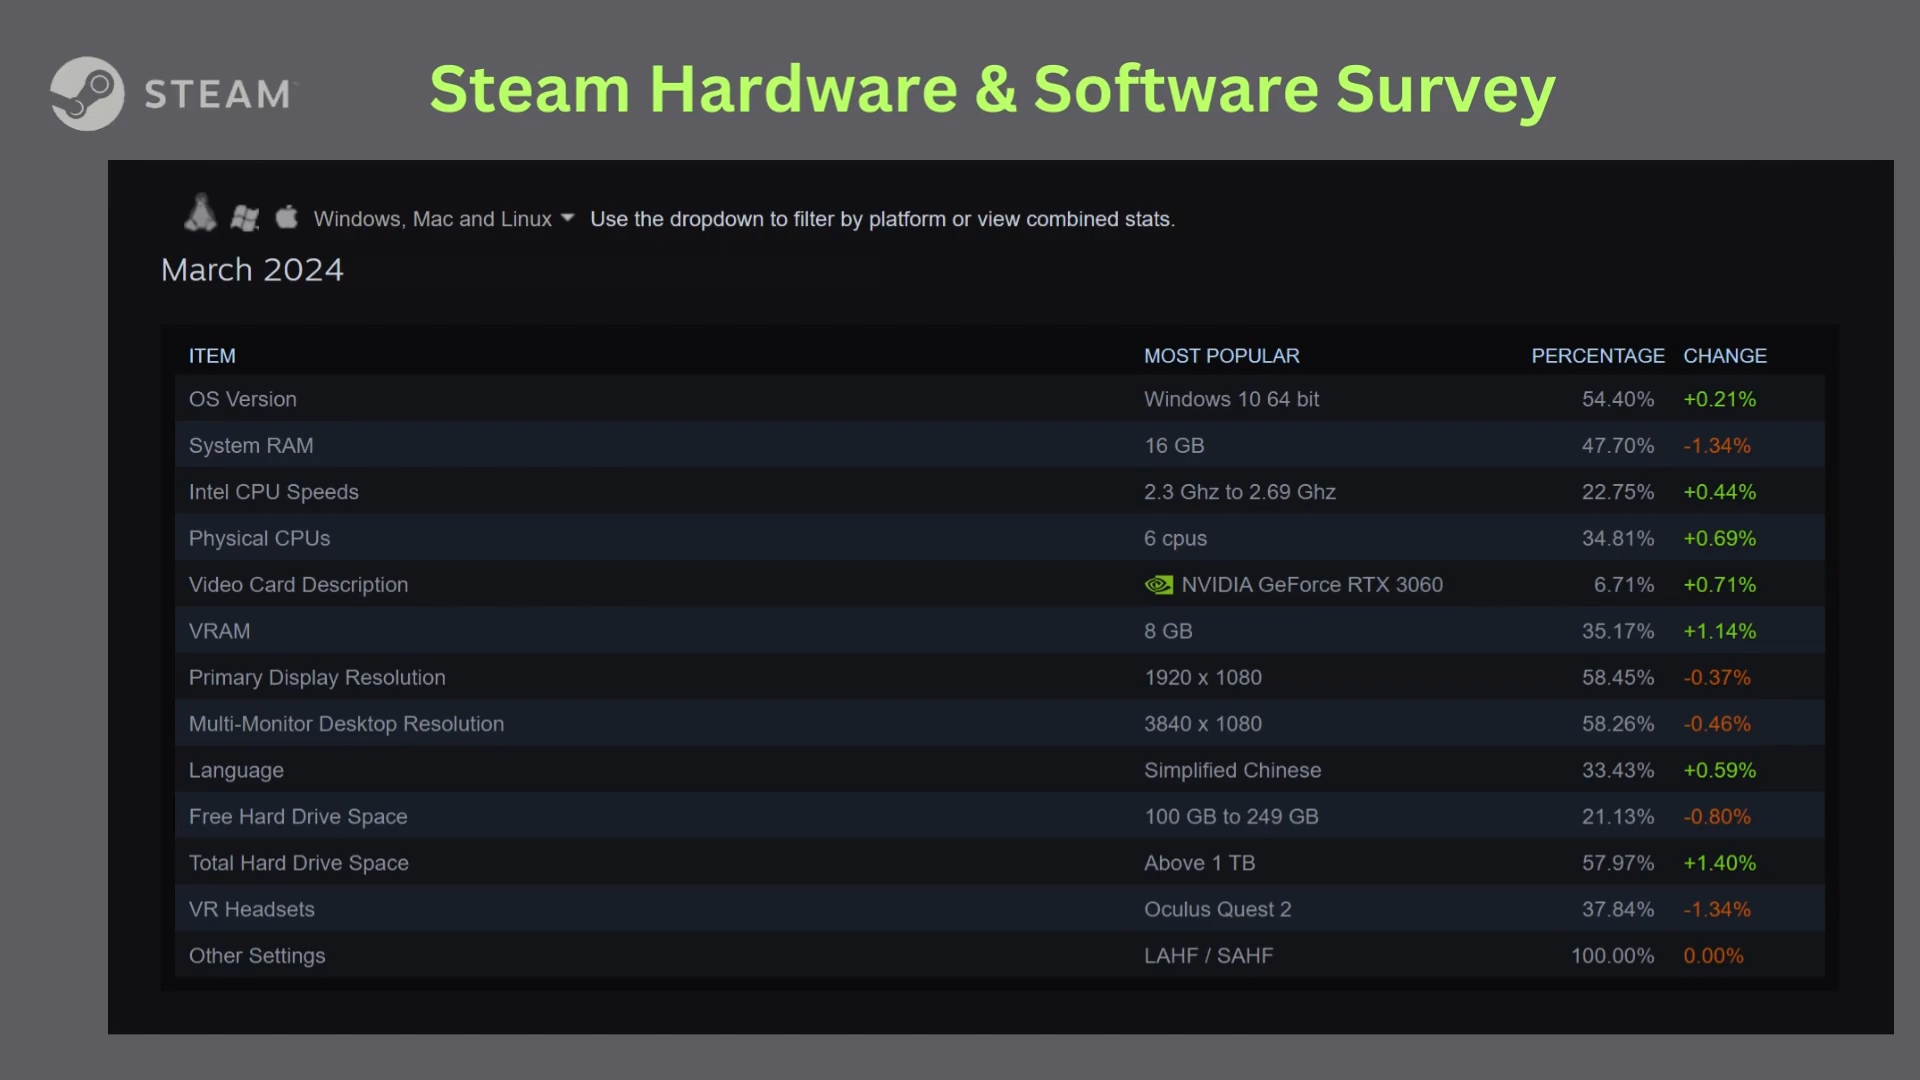 STEAM
Steam Hardware & Software Survey
Windows, Mac and Linux Use the dropdown to filter by platform or view combined stats.
March 2024
ITEM MOST POPULAR PERCENTAGE CHANGE
OS Version Windows 10 64 bit 54.40% +0.21%
System RAM 16 GB 47.70% -1.34%
Intel CPU Speeds 2.3 Ghz to 2.69 Ghz 22.75% +0.44%
Physical CPUs 6 cpus 34.81% +0.69%
Video Card Description NVIDIA GeForce RTX 3060 6.71% +0.71%
VRAM 8 GB 35.17% +1.14%
Primary Display Resolution 1920 x 1080 58.45% -0.37%
Multi-Monitor Desktop Resolution 3840 x 1080 58.26% -0.46%
Language Simplified Chinese 33.43% +0.59%
Free Hard Drive Space 100 GB to 249 GB 21.13% -0.80%
Total Hard Drive Space Above 1 TB 57.97% +1.40%
VR Headsets Oculus Quest 2 37.84% -1.34%
Other Settings LAHF / SAHF 100.00% 0.00%